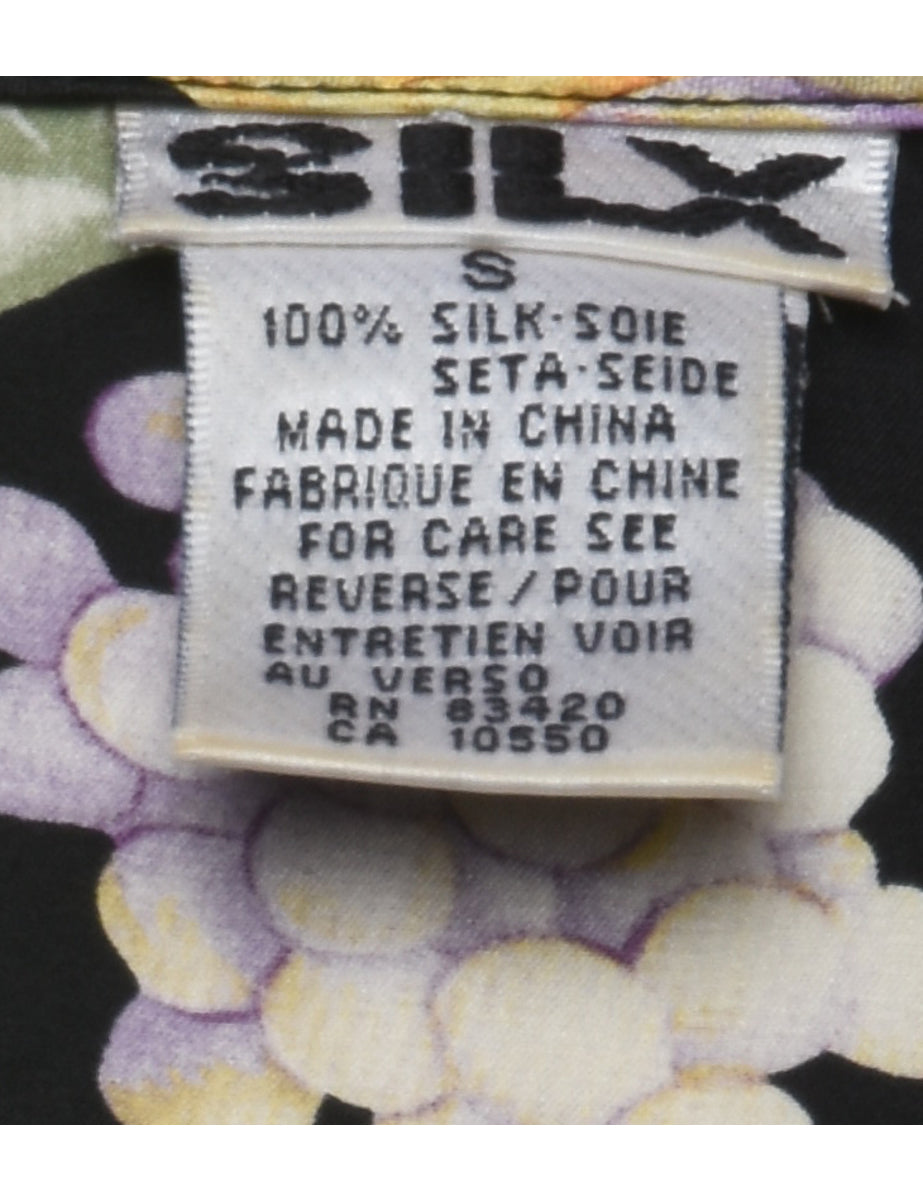 SILX
S
100% SILK·SOIE
SETA·SEIDE
MADE IN CHINA
FABRIQUE EN CHINE
FOR CARE SEE
REVERSE / POUR
ENTRETIEN VOIR
AU VERSO
RN 83420
CA 10550